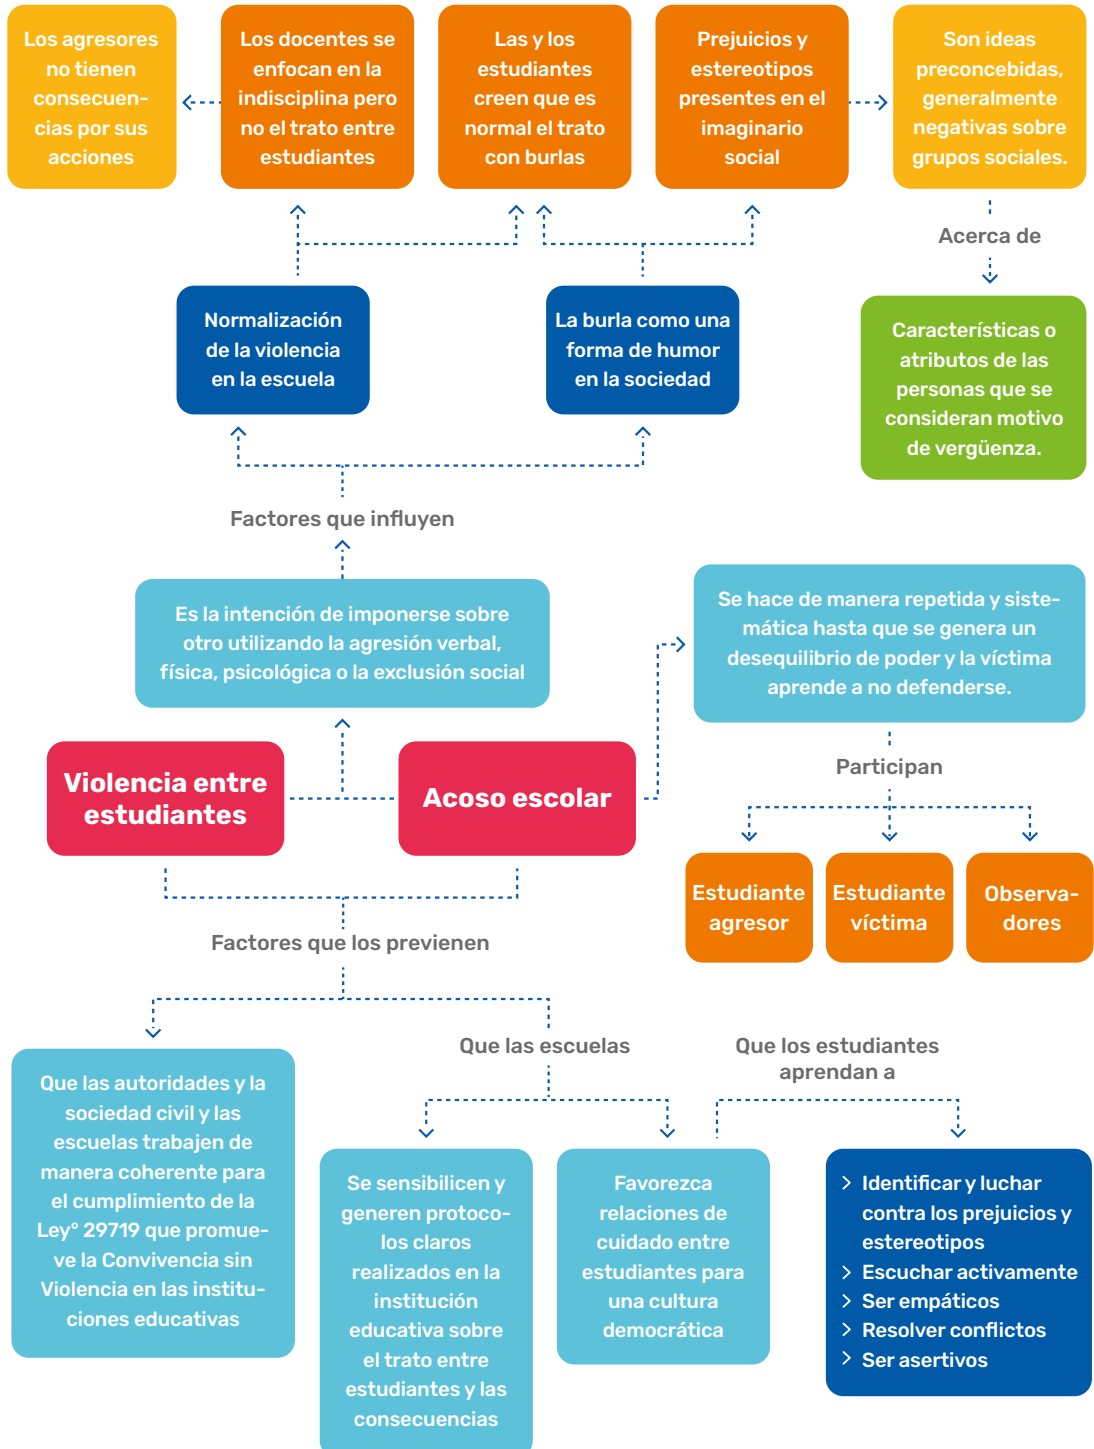 Los agresores
no tienen
consecuen-
cias por sus
acciones
Los docentes se
enfocan en la
indisciplina pero
no el trato entre
estudiantes
Las y los
estudiantes
creen que es
normal el trato
con burlas
Prejuicios y
estereotipos
presentes en el
imaginario
social
Son ideas
preconcebidas,
generalmente
negativas sobre
grupos sociales.
Acerca de
Normalización
de la violencia
en la escuela
La burla como una
forma de humor
en la sociedad
Características o
atributos de las
personas que se
consideran motivo
de vergüenza.
Factores que influyen
Es la intención de imponerse sobre
otro utilizando la agresión verbal,
física, psicológica o la exclusión social
Se hace de manera repetida y siste-
mática hasta que se genera un
desequilibrio de poder y la víctima
aprende a no defenderse.
Violencia entre
estudiantes
Acoso escolar
Participan
Estudiante
agresor
Estudiante
víctima
Observa-
dores
Factores que los previenen
Que las escuelas
Que los estudiantes
aprendan a
Que las autoridades y la
sociedad civil y las
escuelas trabajen de
manera coherente para
el cumplimiento de la
Ley° 29719 que promue-
ve la Convivencia sin
Violencia en las institu-
ciones educativas
Se sensibilicen y
generen protoco-
los claros
realizados en la
institución
educativa sobre
el trato entre
estudiantes y las
consecuencias
Favorezca
relaciones de
cuidado entre
estudiantes para
una cultura
democrática
> Identificar y luchar
contra los prejuicios y
estereotipos
> Escuchar activamente
> Ser empáticos
> Resolver conflictos
> Ser asertivos